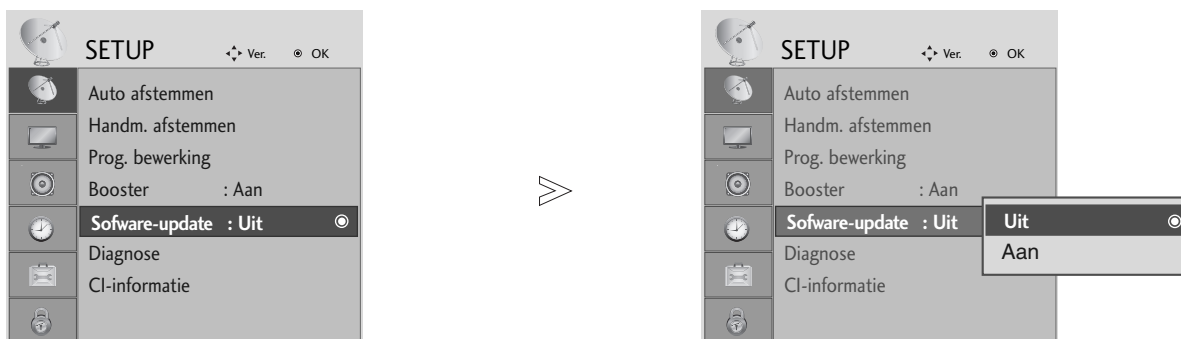 SETUP Ver. OK
Auto afstemmen
Handm. afstemmen
Prog. bewerking
Booster : Aan
Sofware-update : Uit
Diagnose
CI-informatie
SETUP Ver. OK
Auto afstemmen
Handm. afstemmen
Prog. bewerking
Booster : Aan
Sofware-update : Uit
Diagnose
CI-informatie
Uit
Aan